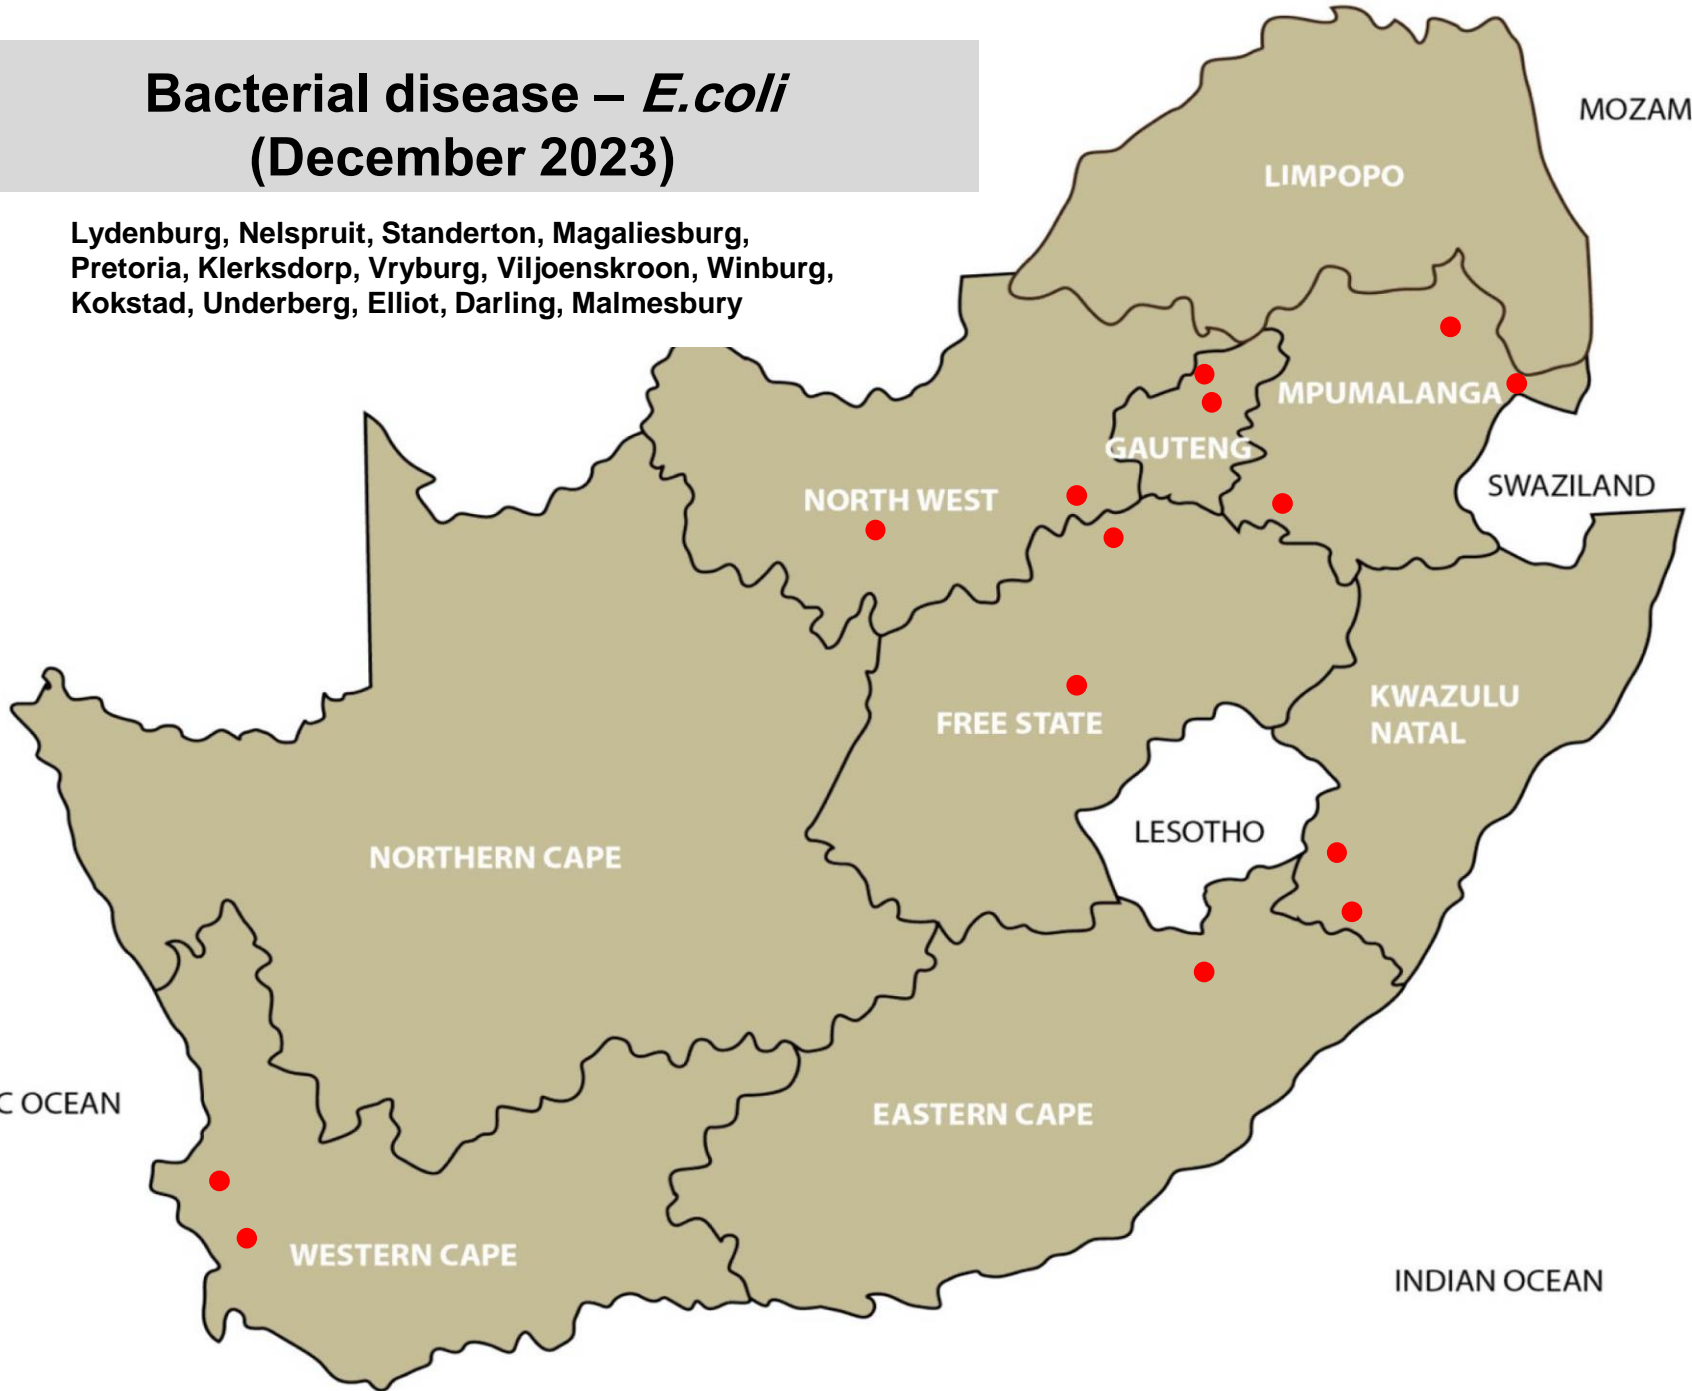 Bacterial disease – E.coli
(December 2023)
Lydenburg, Nelspruit, Standerton, Magaliesburg,
Pretoria, Klerksdorp, Vryburg, Viljoenskroon, Winburg,
Kokstad, Underberg, Elliot, Darling, Malmesbury
MOZAM
LIMPOPO
MPUMALANGA
GAUTENG
NORTH WEST
SWAZILAND
FREE STATE
KWAZULU
NATAL
LESOTHO
NORTHERN CAPE
C OCEAN
EASTERN CAPE
WESTERN CAPE
INDIAN OCEAN